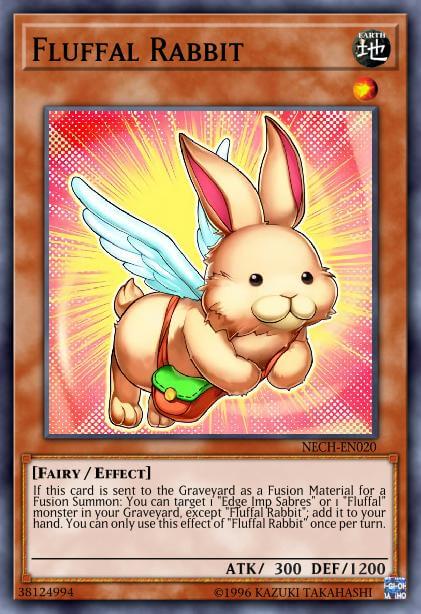 Fluffal Rabbit
EARTH
地
NECH-EN020
[Fairy / Effect]
If this card is sent to the Graveyard as a Fusion Material for a
Fusion Summon: You can target 1 "Edge Imp Sabres" or 1 "Fluffal"
monster in your Graveyard, except "Fluffal Rabbit"; add it to your
hand. You can only use this effect of "Fluffal Rabbit" once per turn.
ATK/ 300 DEF/1200
38124994
©1996 KAZUKI TAKAHASHI